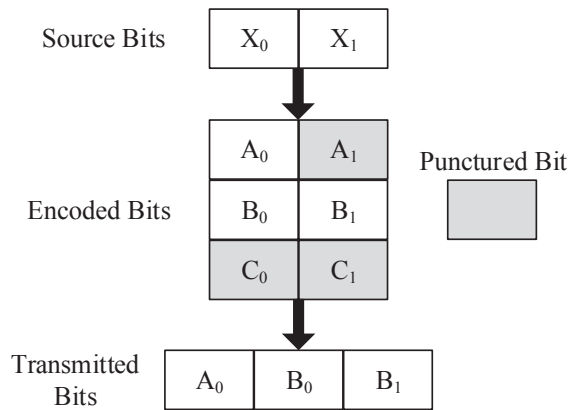 Source Bits X₀ X₁
A₀ A₁
Punctured Bit
Encoded Bits B₀ B₁
C₀ C₁
Transmitted
Bits
A₀ B₀ B₁